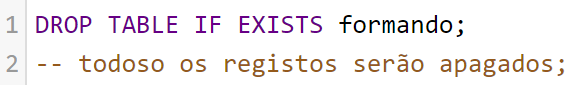 1 DROP TABLE IF EXISTS formando;
2 -- todoso os registos serão apagados;